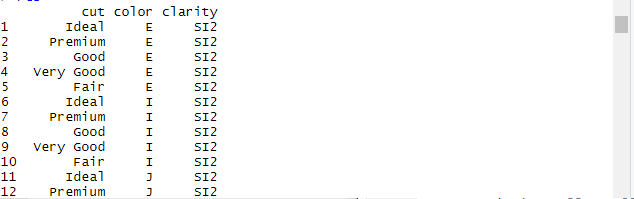 cut color clarity
1 Ideal E SI2
2 Premium E SI2
3 Good E SI2
4 Very Good E SI2
5 Fair E SI2
6 Ideal I SI2
7 Premium I SI2
8 Good I SI2
9 Very Good I SI2
10 Fair I SI2
11 Ideal J SI2
12 Premium J SI2